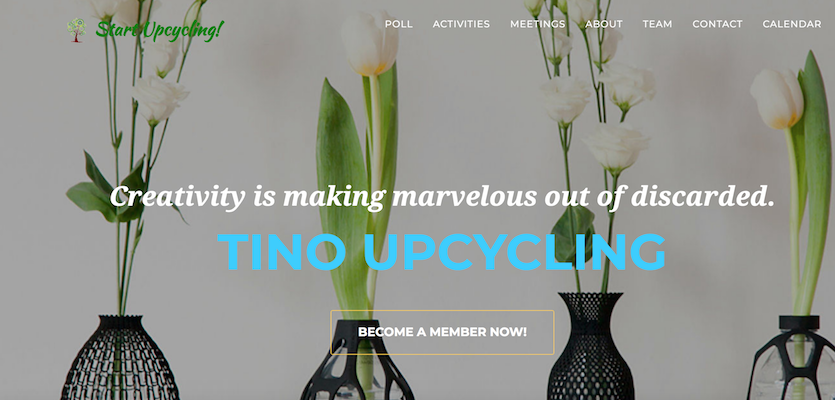 Start Upcycling!
POLL ACTIVITIES MEETINGS ABOUT TEAM CONTACT CALENDAR
Creativity is making marvelous out of discarded.
TINO UPCYCLING
BECOME A MEMBER NOW!